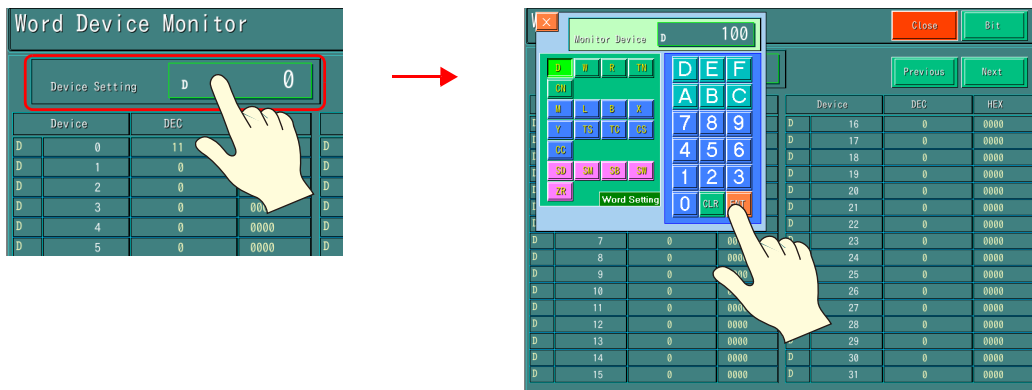 Word Device Monitor
Device Setting D 0
Device DEC
D 0 11 D
D 1 0 D
D 2 0 D
D 3 0 D
D 4 0 0000 D
D 5 0 0000 D
Monitor Device D 100
Close Bit
Previous Next
D W R TN
CN
M L B X
Y TS TC CS
CC
SD SM SB SW
ZR
Word Setting
D E F
A B C
7 8 9
4 5 6
1 2 3
0 CLR
Device DEC HEX
D 16 0 0000
D 17 0 0000
D 18 0 0000
D 19 0 0000
D 20 0 0000
D 21 0 0000
D 22 0 0000
D 7 0 D 23 0 0000
D 8 0 24 0 0000
D 9 0 25 0 0000
D 10 0 26 0 0000
D 11 0 27 0 0000
D 12 0 0000 28 0 0000
D 13 0 0000 D 29 0 0000
D 14 0 0000 D 30 0 0000
D 15 0 0000 D 31 0 0000